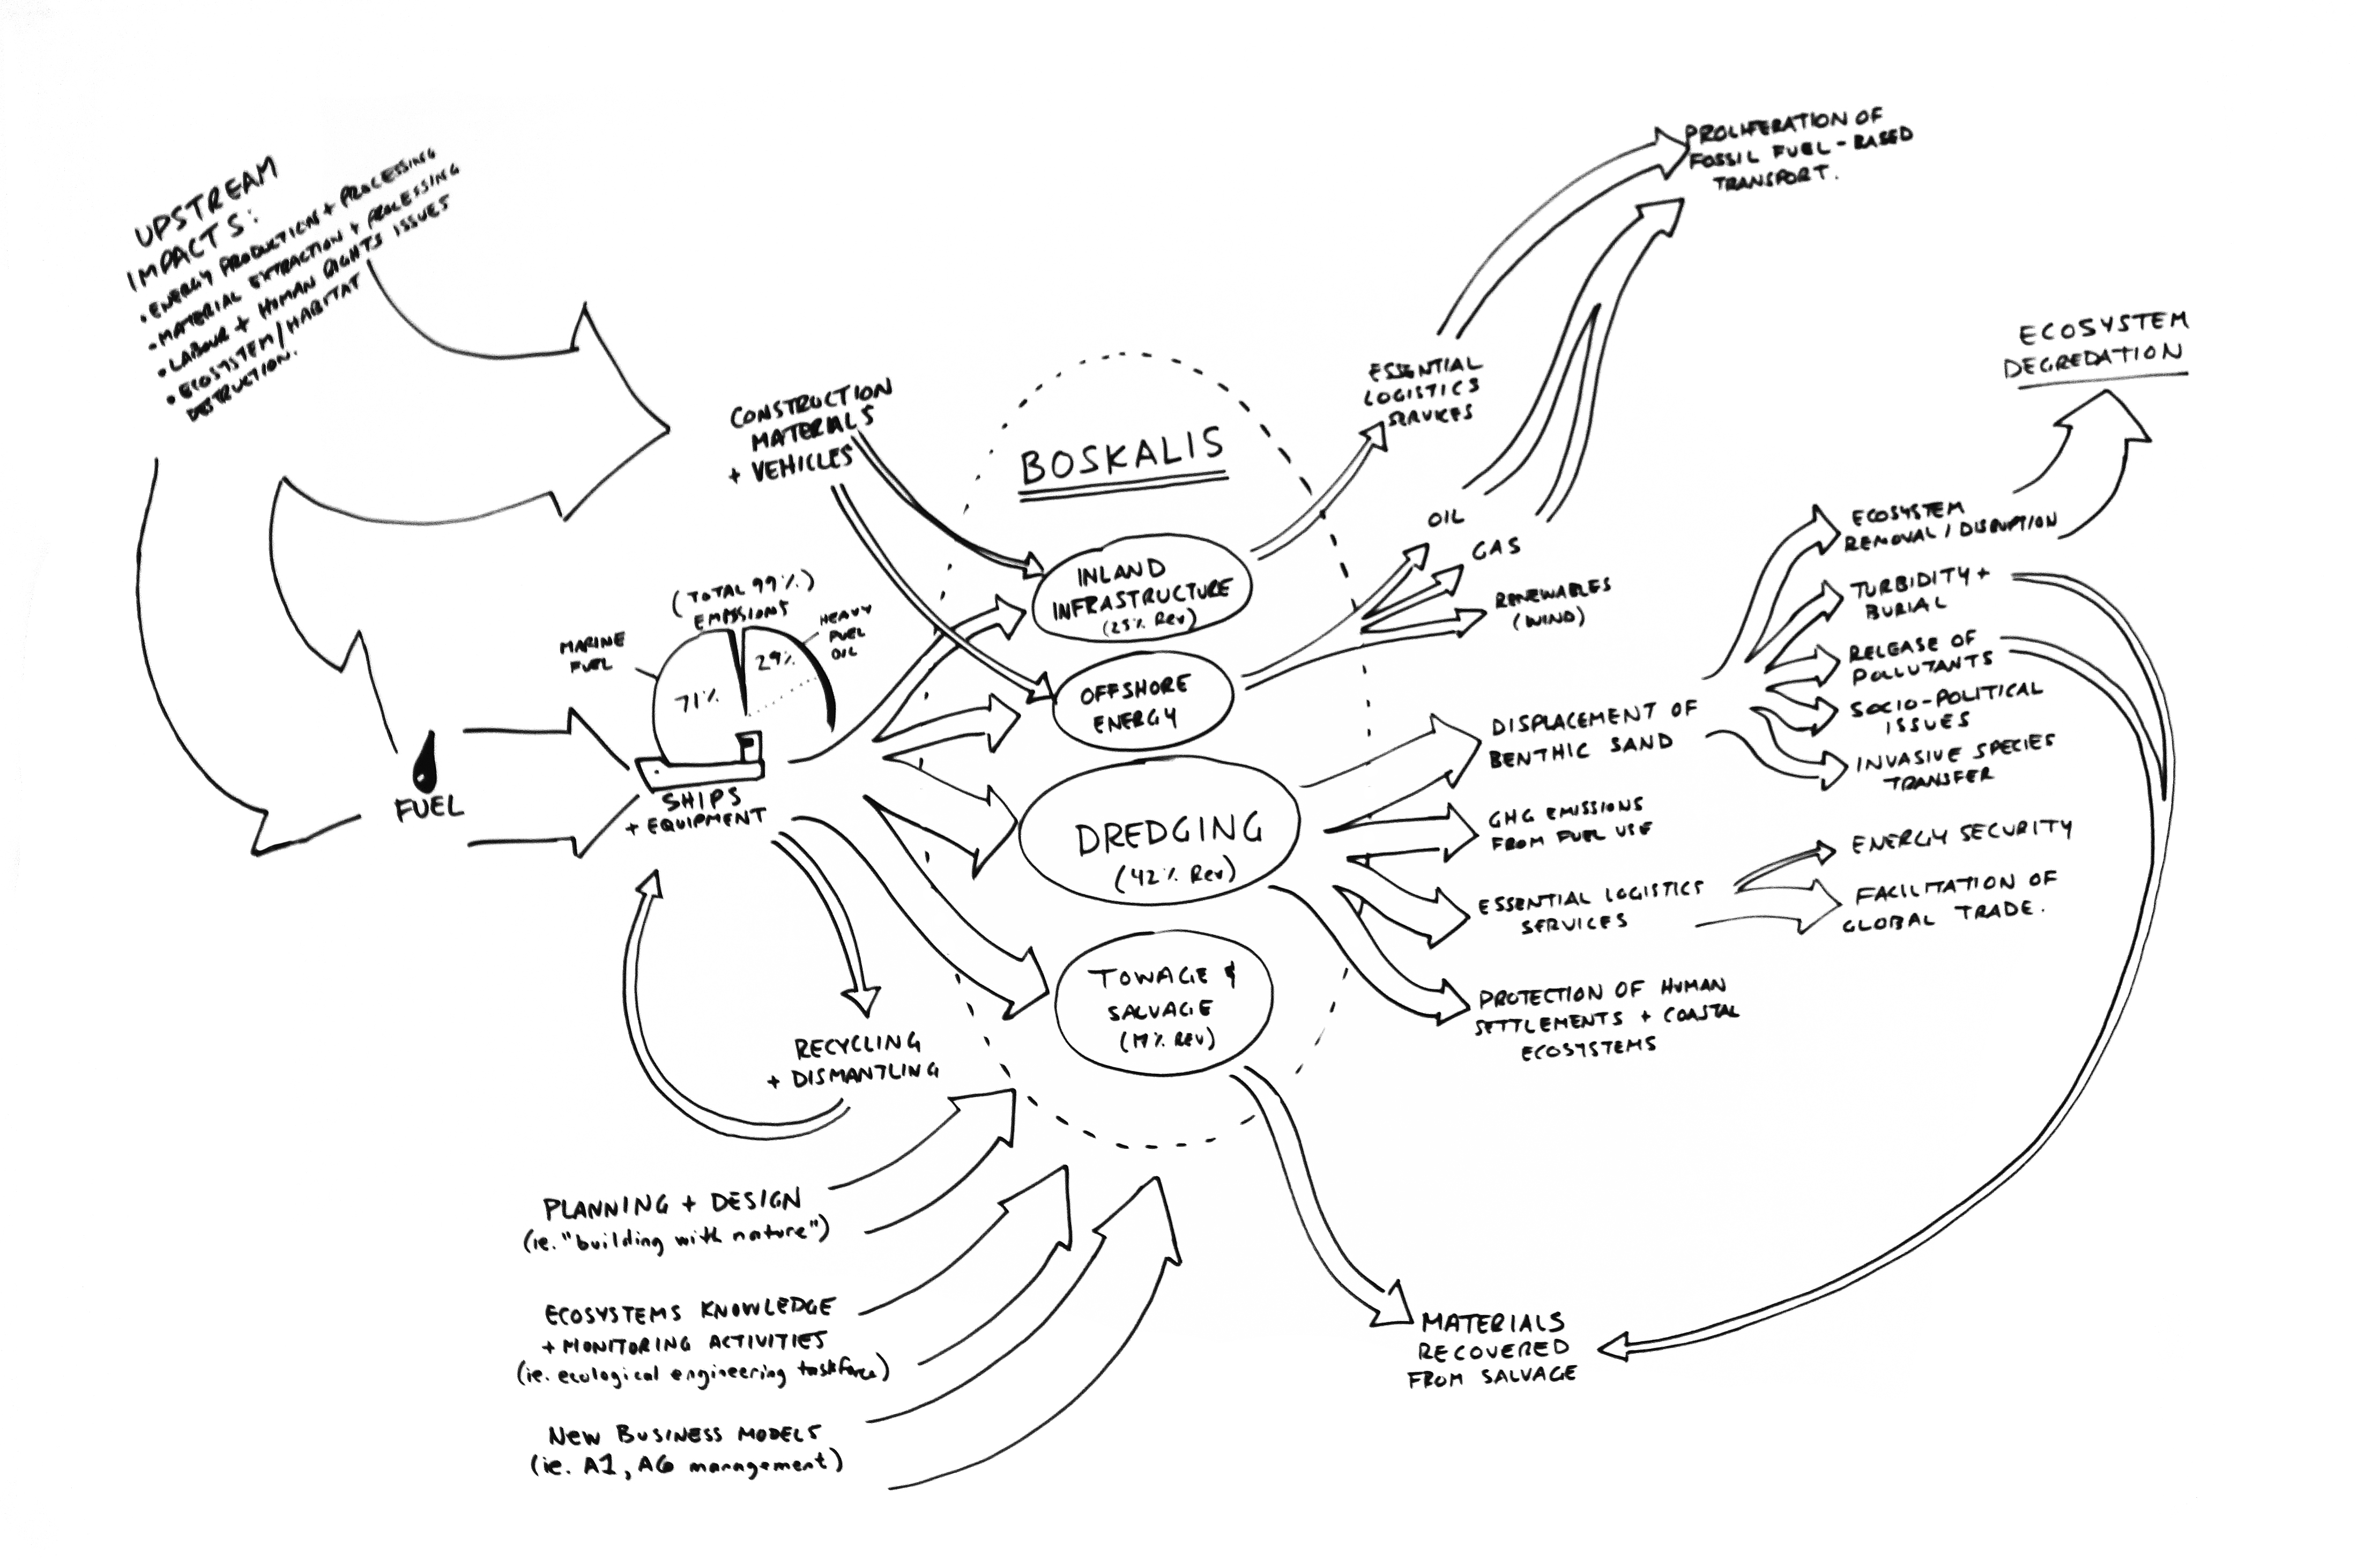 UPSTREAM
IMPACTS:
• ENERGY PRODUCTION + PROCESSING
• MATERIAL EXTRACTION + PROCESSING
• LABOUR + HUMAN RIGHTS ISSUES
• ECOSYSTEM/HABITAT
DESTRUCTION.
CONSTRUCTION
MATERIALS
+ VEHICLES
(TOTAL 99%)
EMISSIONS
MARINE
FUEL
HEAVY
FUEL
OIL
71%
29%
FUEL
SHIPS
+ EQUIPMENT
RECYCLING
+ DISMANTLING
PLANNING + DESIGN
(ie. "building with nature")
ECOSYSTEMS KNOWLEDGE
+ MONITORING ACTIVITIES
(ie. ecological engineering taskforce)
NEW BUSINESS MODELS
(ie. management)
BOSKALIS
INLAND
INFRASTRUCTURE
(25% Rev)
OFFSHORE
ENERGY
DREDGING
(42% Rev)
TOWAGE &
SALVAGE
REV)
ESSENTIAL
LOGISTICS
SERVICES
PROLIFERATION OF
FOSSIL FUEL-BASED
TRANSPORT.
OIL
GAS
RENEWABLES
(WIND)
DISPLACEMENT OF
BENTHIC SAND
GHG EMISSIONS
FROM FUEL USE
ESSENTIAL LOGISTICS
SERVICES
PROTECTION OF HUMAN
SETTLEMENTS + COASTAL
ECOSYSTEMS
MATERIALS
RECOVERED
FROM SALVAGE
ECOSYSTEM
DEGREDATION
ECOSYSTEM
REMOVAL/DISRUPTION
TURBIDITY +
BURIAL
RELEASE OF
POLLUTANTS
SOCIO-POLITICAL
ISSUES
INVASIVE SPECIES
TRANSFER
ENERGY SECURITY
FACILITATION OF
GLOBAL TRADE.